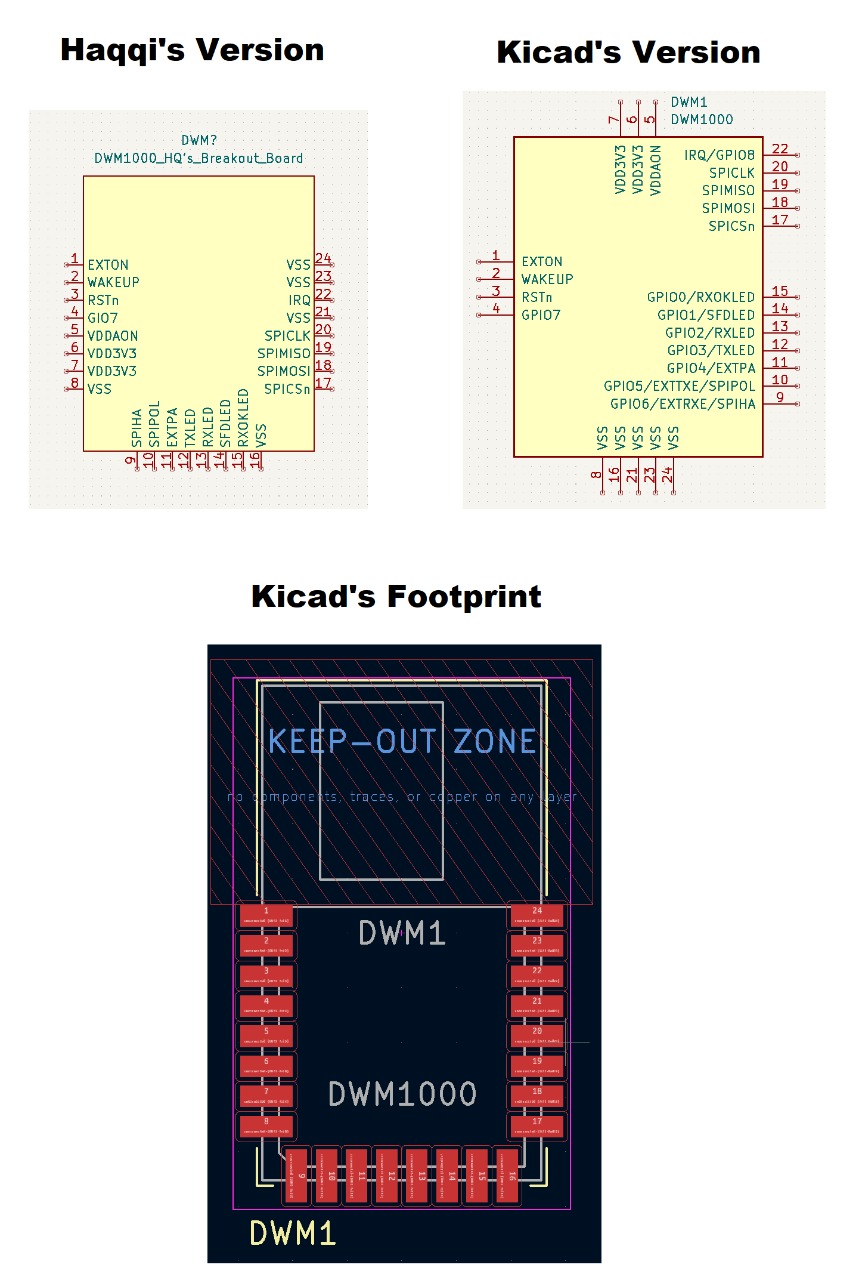 Haqqi's Version
Kicad's Version
DWM?
DWM1000_HQ's_Breakout_Board
1 EXTON
2 WAKEUP
3 RSTn
4 GIO7
5 VDDAON
6 VDD3V3
7 VDD3V3
8 VSS
VSS 24
VSS 23
IRQ 22
VSS 21
SPICLK 20
SPIMISO 19
SPIMOSI 18
SPICSn 17
9 SPIHA
10 SPIPOL
11 EXTPA
12 TXLED
13 RXLED
14 SFDLED
15 RXOKLED
16 VSS
DWM1
DWM1000
7 VDD3V3
6 VDD3V3
5 VDDAON
IRQ/GPIO8 22
SPICLK 20
SPIMISO 19
SPIMOSI 18
SPICSn 17
1 EXTON
2 WAKEUP
3 RSTn
4 GPIO7
GPIO0/RXOKLED 15
GPIO1/SFDLED 14
GPIO2/RXLED 13
GPIO3/TXLED 12
GPIO4/EXTPA 11
GPIO5/EXTTXE/SPIPOL 10
GPIO6/EXTRXE/SPIHA 9
8 VSS
16 VSS
21 VSS
23 VSS
24 VSS
Kicad's Footprint
KEEP-OUT ZONE
no components, traces, or copper on any layer
1
2
3
4
5
6
7
8
24
23
22
21
20
19
18
17
DWM1
DWM1000
9
10
11
12
13
14
15
16
DWM1